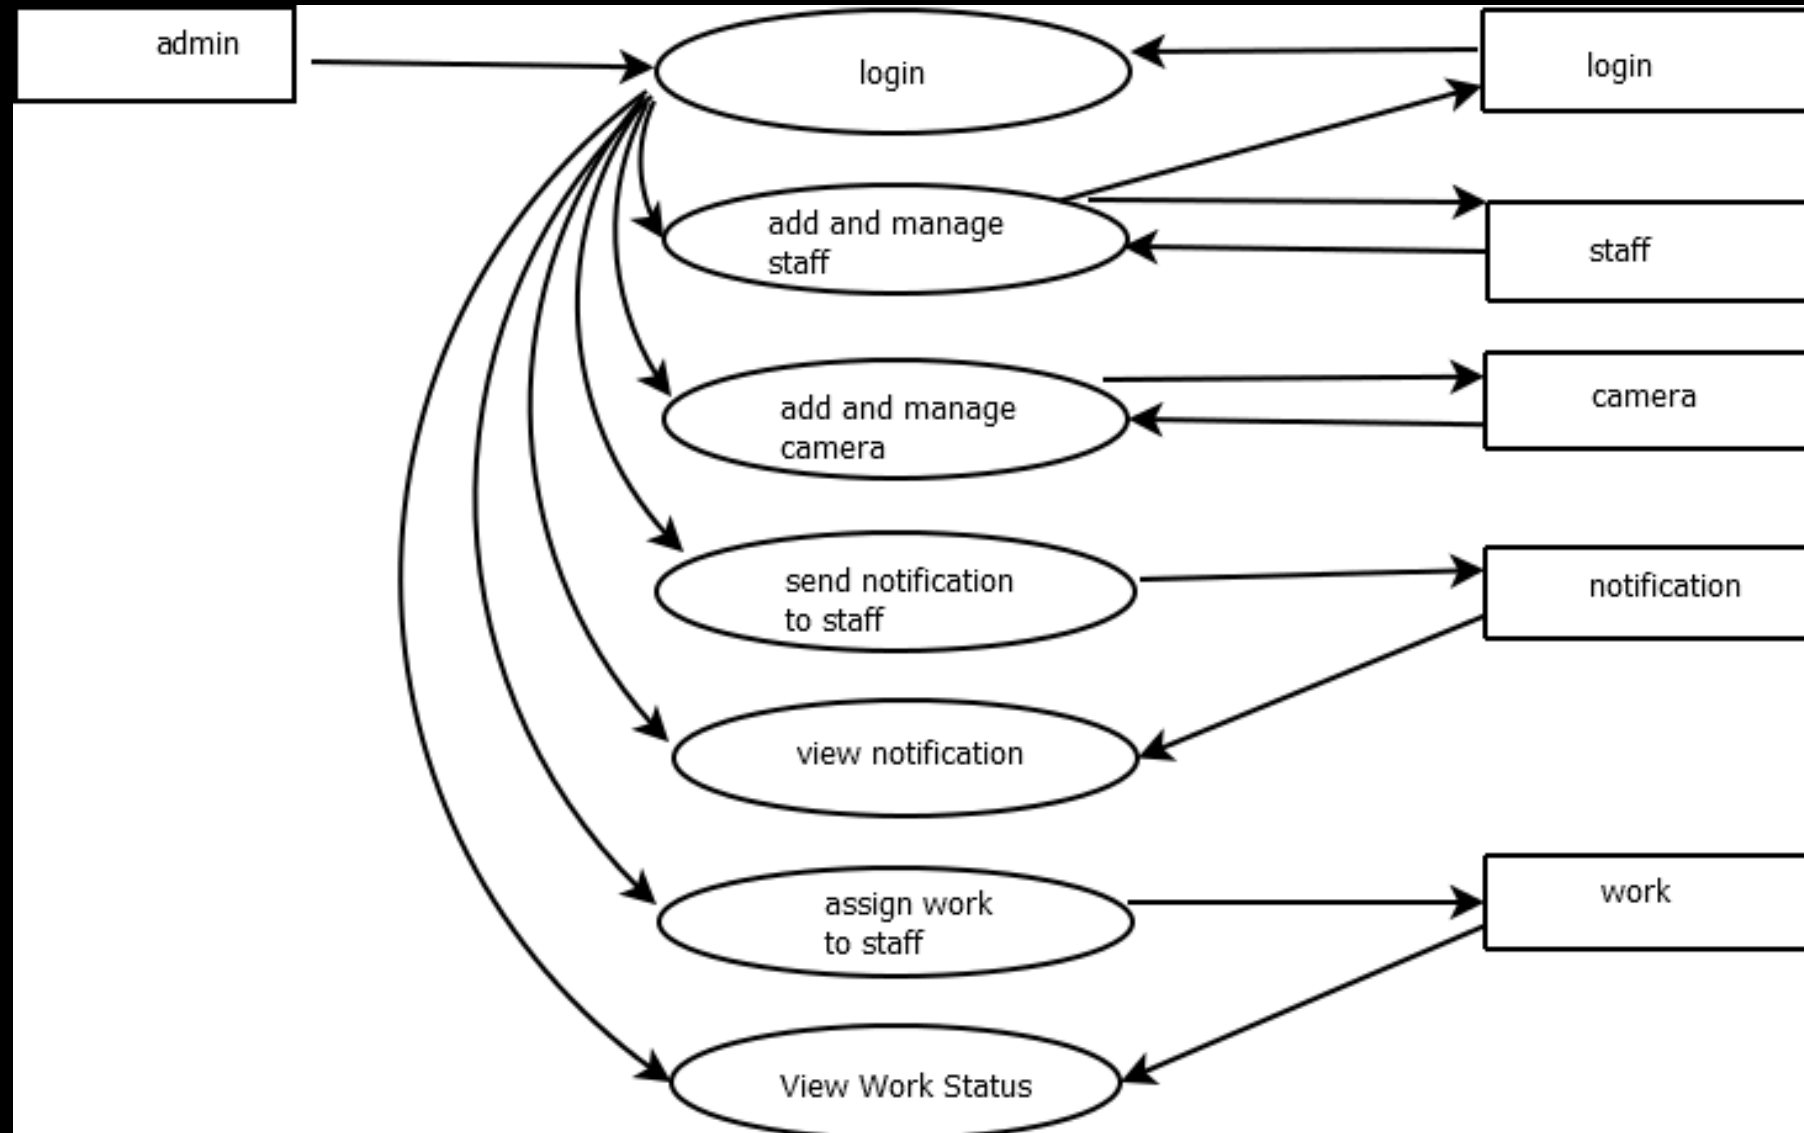 admin
login
login
add and manage
staff
staff
add and manage
camera
camera
send notification
to staff
notification
view notification
assign work
to staff
work
View Work Status